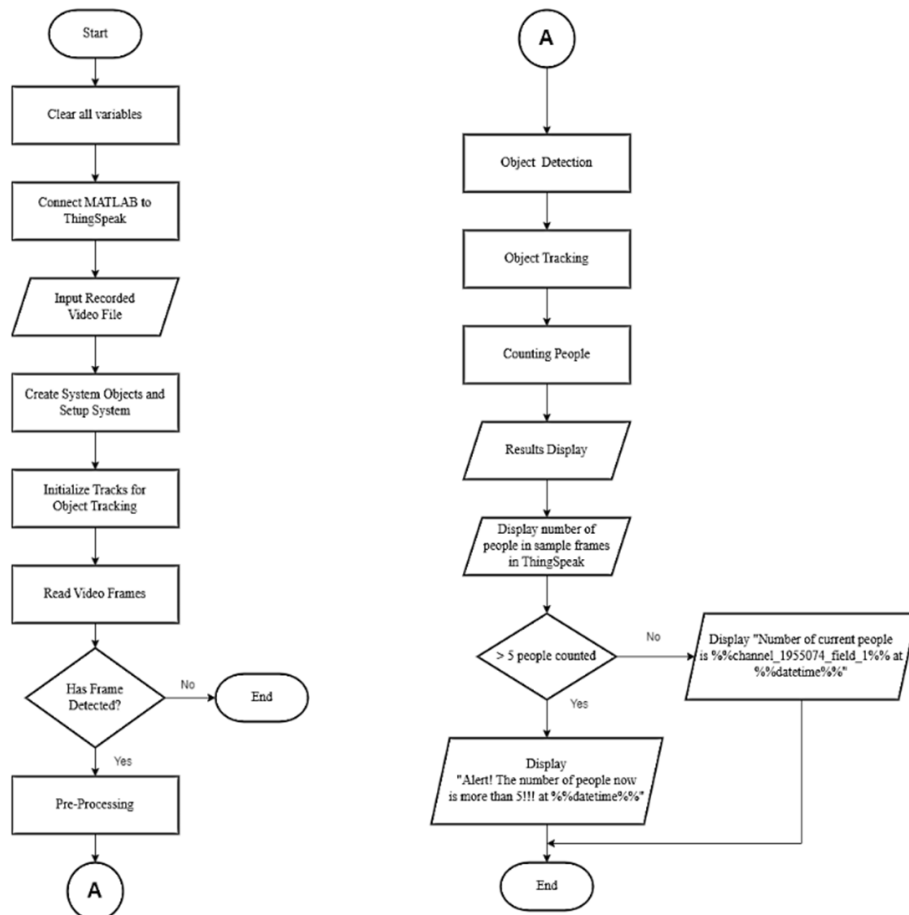 Start
Clear all variables
Connect MATLAB to
ThingSpeak
Input Recorded
Video File
Create System Objects and
Setup System
Initialize Tracks for
Object Tracking
Read Video Frames
Has Frame
Detected?
No
End
Yes
Pre-Processing
A
A
Object Detection
Object Tracking
Counting People
Results Display
Display number of
people in sample frames
in ThingSpeak
> 5 people counted
No
Display "Number of current people
is %%channel_1955074_field_1%% at
%%datetime%%"
Yes
Display
"Alert! The number of people now
is more than 5!!! at %%datetime%%"
End